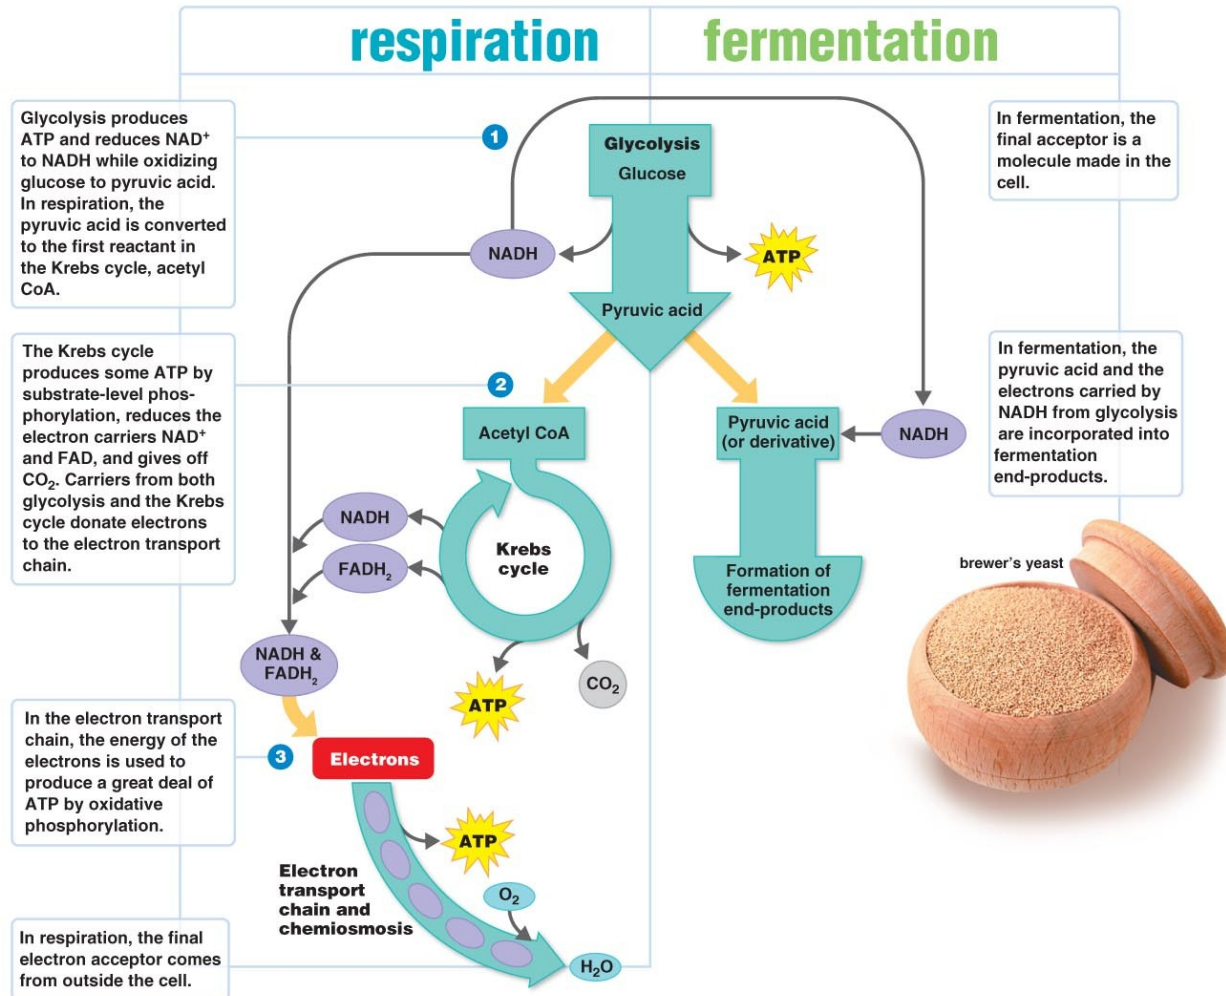 respiration
fermentation
Glycolysis produces
ATP and reduces NAD⁺
to NADH while oxidizing
glucose to pyruvic acid.
In respiration, the
pyruvic acid is converted
to the first reactant in
the Krebs cycle, acetyl
CoA.
1
Glycolysis
Glucose
In fermentation, the
final acceptor is a
molecule made in the
cell.
NADH
ATP
Pyruvic acid
The Krebs cycle
produces some ATP by
substrate-level phos-
phorylation, reduces the
electron carriers NAD⁺
and FAD, and gives off
CO₂. Carriers from both
glycolysis and the Krebs
cycle donate electrons
to the electron transport
chain.
2
Acetyl CoA
Pyruvic acid
(or derivative)
NADH
In fermentation, the
pyruvic acid and the
electrons carried by
NADH from glycolysis
are incorporated into
fermentation
end-products.
NADH
FADH₂
Krebs
cycle
Formation of
fermentation
end-products
brewer's yeast
NADH &
FADH₂
ATP
CO₂
In the electron transport
chain, the energy of the
electrons is used to
produce a great deal of
ATP by oxidative
phosphorylation.
3
Electrons
ATP
Electron
transport
chain and
chemiosmosis
O₂
H₂O
In respiration, the final
electron acceptor comes
from outside the cell.